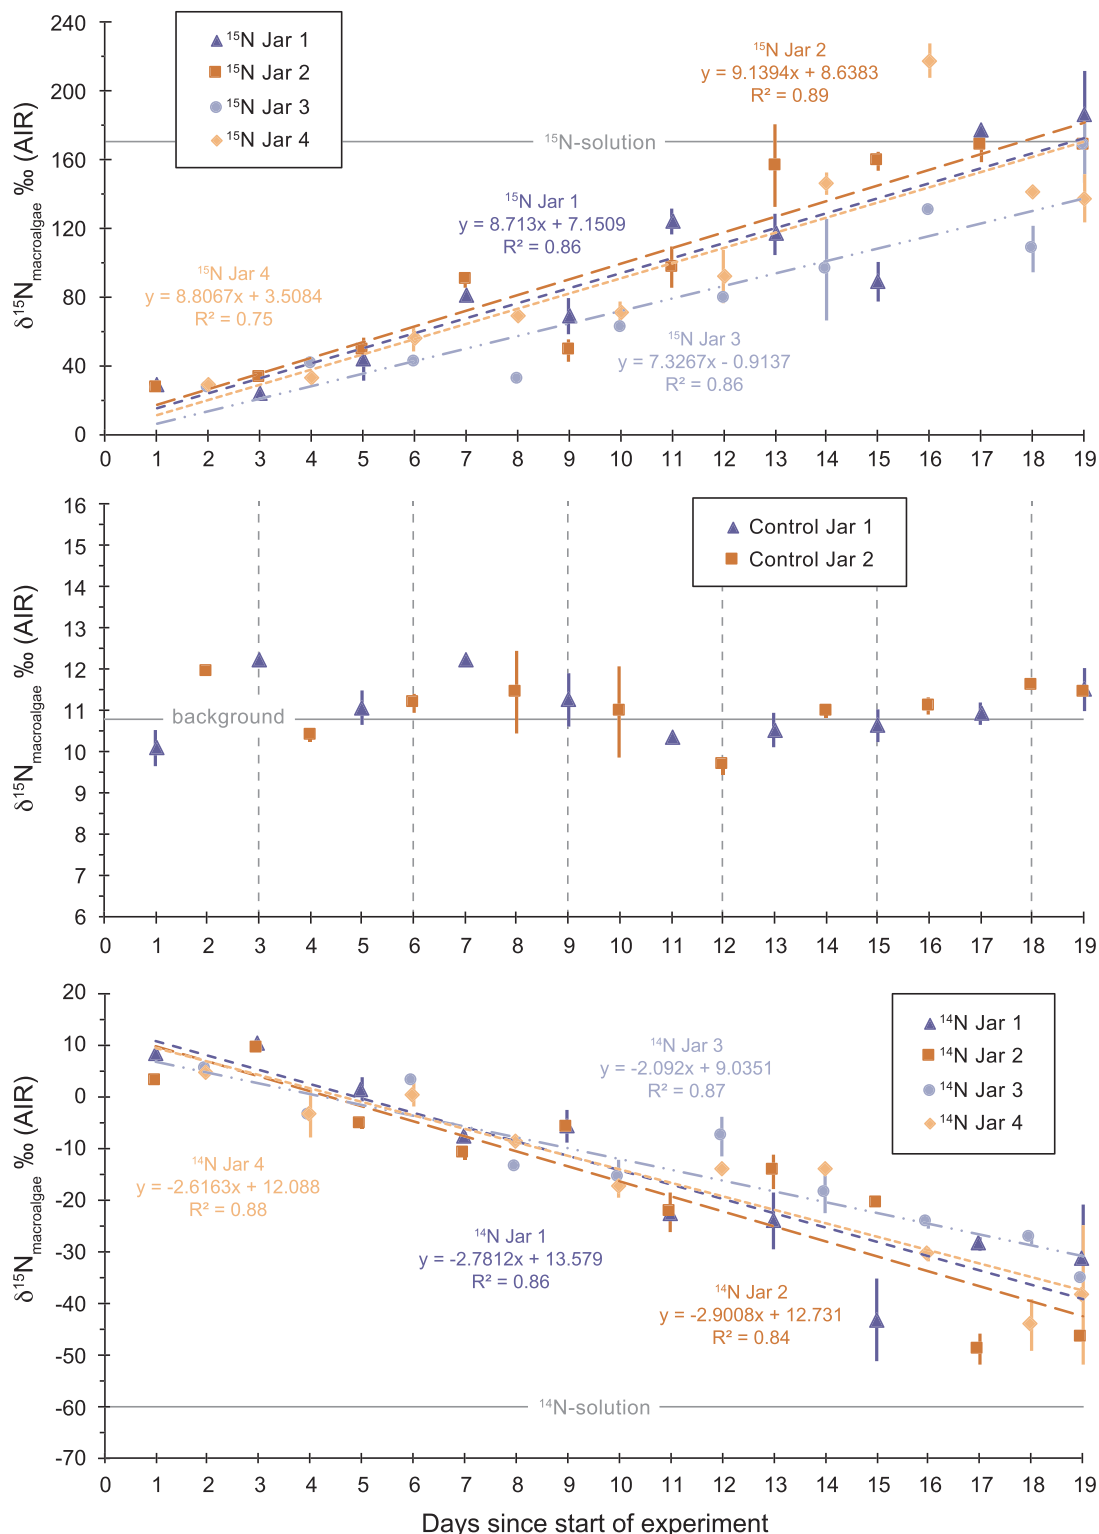 240
200
160
120
80
40
0
δ¹⁵N macroalgae ‰ (AIR)
¹⁵N Jar 1
¹⁵N Jar 2
¹⁵N Jar 3
¹⁵N Jar 4
¹⁵N Jar 2
y = 9.1394x + 8.6383
R² = 0.89
¹⁵N-solution
¹⁵N Jar 1
y = 8.713x + 7.1509
R² = 0.86
¹⁵N Jar 4
y = 8.8067x + 3.5084
R² = 0.75
¹⁵N Jar 3
y = 7.3267x - 0.9137
R² = 0.86
0 1 2 3 4 5 6 7 8 9 10 11 12 13 14 15 16 17 18 19
16
15
14
13
12
11
10
9
8
7
6
δ¹⁵N macroalgae ‰ (AIR)
Control Jar 1
Control Jar 2
background
0 1 2 3 4 5 6 7 8 9 10 11 12 13 14 15 16 17 18 19
20
10
0
-10
-20
-30
-40
-50
-60
-70
δ¹⁵N macroalgae ‰ (AIR)
¹⁴N Jar 1
¹⁴N Jar 2
¹⁴N Jar 3
¹⁴N Jar 4
¹⁴N Jar 3
y = -2.092x + 9.0351
R² = 0.87
¹⁴N Jar 4
y = -2.6163x + 12.088
R² = 0.88
¹⁴N Jar 1
y = -2.7812x + 13.579
R² = 0.86
¹⁴N Jar 2
y = -2.9008x + 12.731
R² = 0.84
¹⁴N-solution
0 1 2 3 4 5 6 7 8 9 10 11 12 13 14 15 16 17 18 19
Days since start of experiment